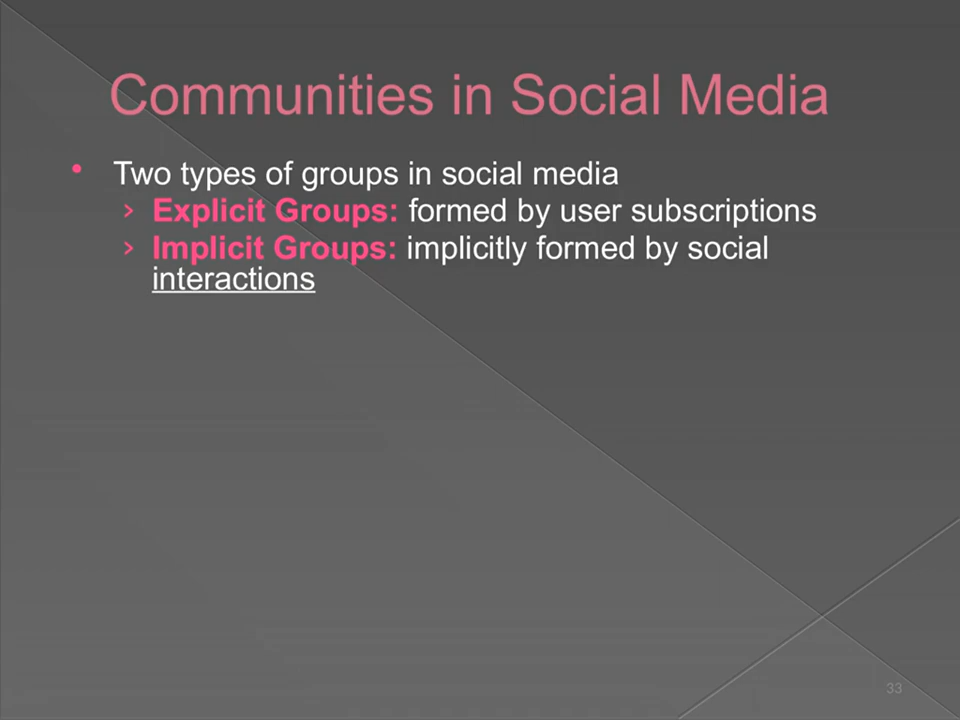 Communities in Social Media
• Two types of groups in social media
› Explicit Groups: formed by user subscriptions
› Implicit Groups: implicitly formed by social
interactions
33